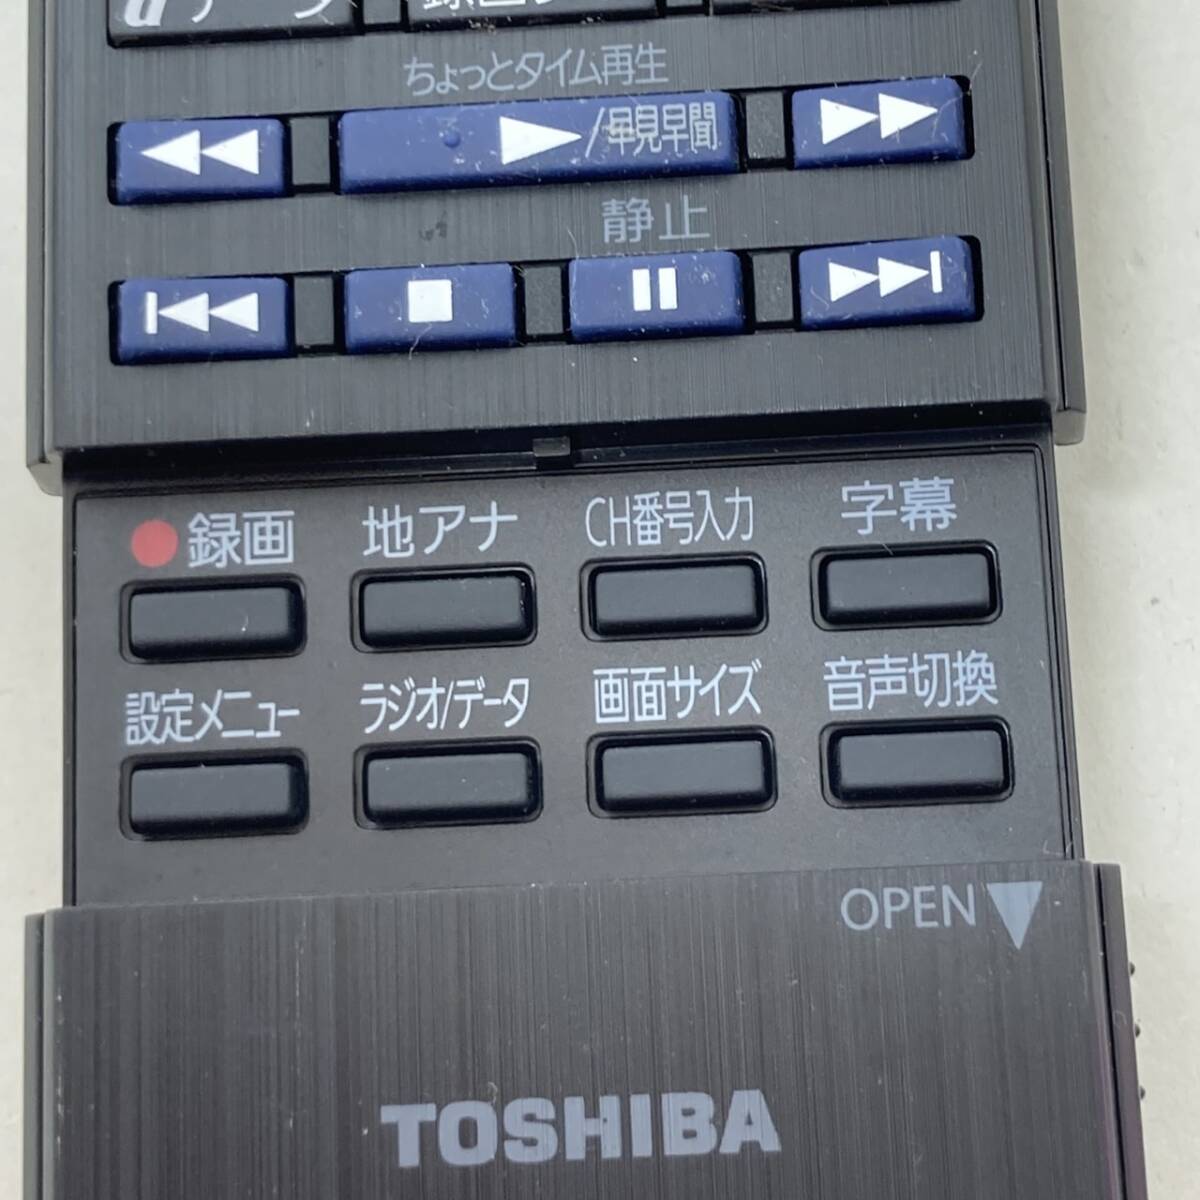 ちょっとタイム再生
/早見早聞
静止
録画 地アナ CH番号入力 字幕
設定メニュー ラジオ/データ 画面サイズ 音声切換
OPEN
TOSHIBA